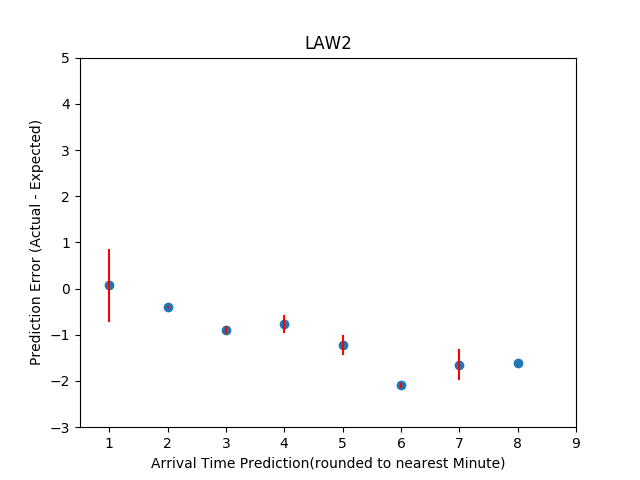 LAW2
5
4
3
2
1
0
−1
−2
−3
Prediction Error (Actual - Expected)
1 2 3 4 5 6 7 8 9
Arrival Time Prediction(rounded to nearest Minute)